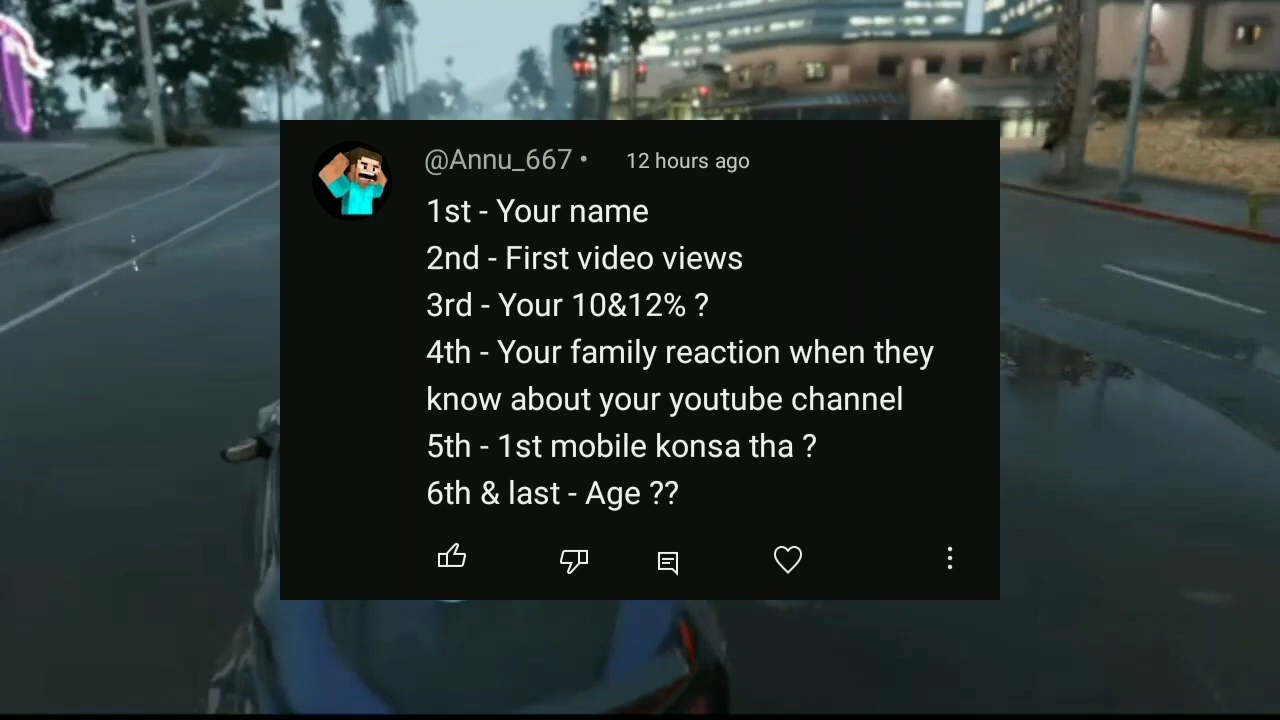 @Annu_667 • 12 hours ago
1st - Your name
2nd - First video views
3rd - Your 10&12% ?
4th - Your family reaction when they
know about your youtube channel
5th - 1st mobile konsa tha ?
6th & last - Age ??